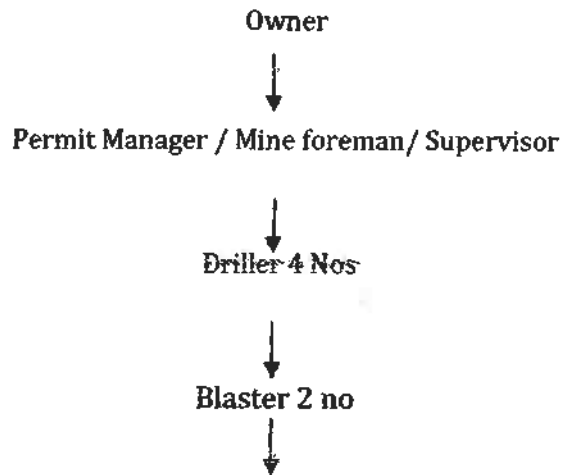 Owner
Permit Manager / Mine foreman/ Supervisor
Driller 4 Nos
Blaster 2 no